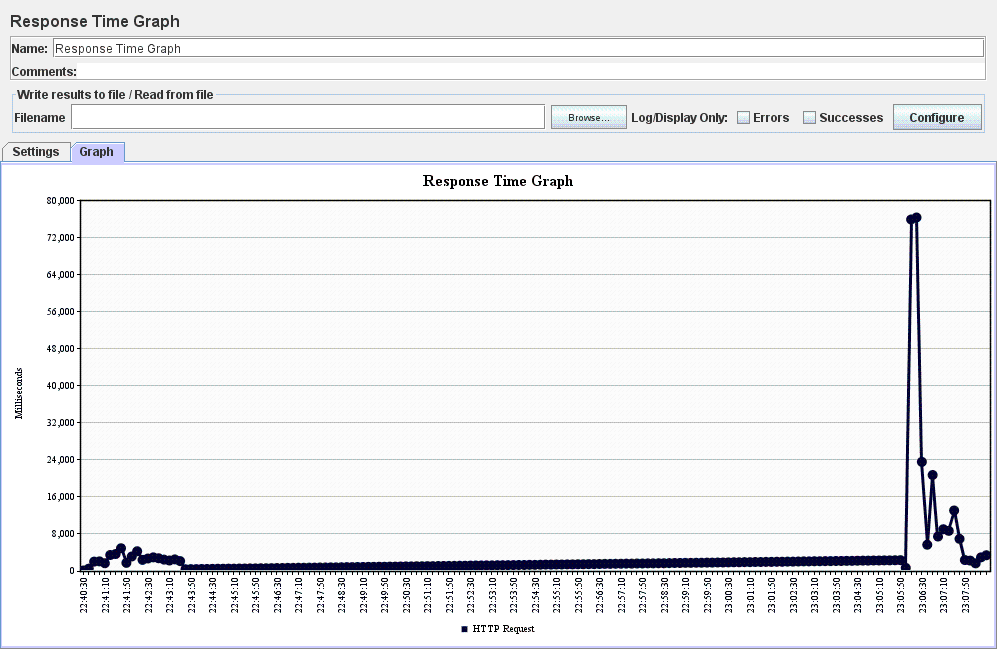 Response Time Graph
Name: Response Time Graph
Comments:
Write results to file / Read from file
Filename Browse... Log/Display Only: Errors Successes Configure
Settings Graph
Response Time Graph
80,000
72,000
64,000
56,000
48,000
40,000
32,000
24,000
16,000
8,000
0
Milliseconds
22:40:30 22:41:10 22:41:50 22:42:30 22:43:10 22:43:50 22:44:30 22:45:10 22:45:50 22:46:30 22:47:10 22:47:50 22:48:30 22:49:10 22:49:50 22:50:30 22:51:10 22:51:50 22:52:30 22:53:10 22:53:50 22:54:30 22:55:10 22:55:50 22:56:30 22:57:10 22:57:50 22:58:30 22:59:10 22:59:50 23:00:30 23:01:10 23:01:50 23:02:30 23:03:10 23:03:50 23:04:30 23:05:10 23:05:50 23:06:30 23:07:10 23:07:50
HTTP Request